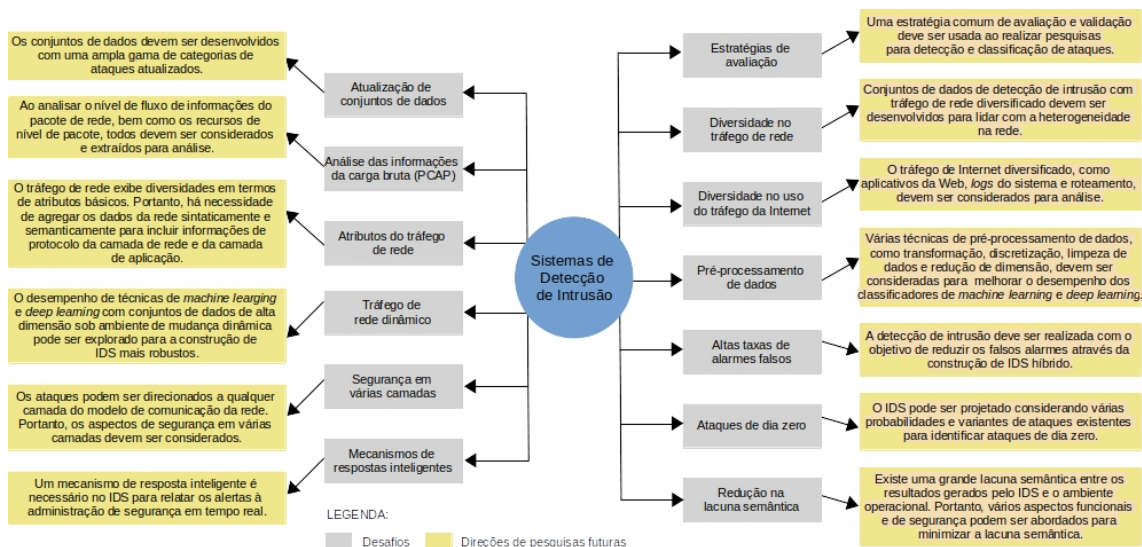 Os conjuntos de dados devem ser desenvolvidos
com uma ampla gama de categorias de
ataques atualizados.
Atualização de
conjuntos de dados
Ao analisar o nível de fluxo de informações do
pacote de rede, bem como os recursos de
nível de pacote, todos devem ser considerados
e extraídos para análise.
Análise das informações
da carga bruta (PCAP)
O tráfego de rede exibe diversidades em termos
de atributos básicos. Portanto, há necessidade
de agregar os dados da rede sintaticamente e
semanticamente para incluir informações de
protocolo da camada de rede e da camada
de aplicação.
Atributos do tráfego
de rede
O desempenho de técnicas de machine learging
e deep learning com conjuntos de dados de alta
dimensão sob ambiente de mudança dinâmica
pode ser explorado para a construção de
IDS mais robustos.
Tráfego de
rede dinâmico
Os ataques podem ser direcionados a qualquer
camada do modelo de comunicação da rede.
Portanto, os aspectos de segurança em várias
camadas devem ser considerados.
Segurança em
várias camadas
Um mecanismo de resposta inteligente é
necessário no IDS para relatar os alertas à
administração de segurança em tempo real.
Mecanismos de
respostas inteligentes
Sistemas de
Detecção
de Intrusão
Estratégias de
avaliação
Uma estratégia comum de avaliação e validação
deve ser usada ao realizar pesquisas
para detecção e classificação de ataques.
Diversidade no
tráfego de rede
Conjuntos de dados de detecção de intrusão com
tráfego de rede diversificado devem ser
desenvolvidos para lidar com a heterogeneidade
na rede.
Diversidade no uso
do tráfego da Internet
O tráfego de Internet diversificado, como
aplicativos da Web, logs do sistema e roteamento,
devem ser considerados para análise.
Pré-processamento
de dados
Várias técnicas de pré-processamento de dados,
como transformação, discretização, limpeza de
dados e redução de dimensão, devem ser
consideradas para melhorar o desempenho dos
classificadores de machine learning e deep learning.
Altas taxas de
alarmes falsos
A detecção de intrusão deve ser realizada com o
objetivo de reduzir os falsos alarmes através da
construção de IDS híbrido.
Ataques de dia zero
O IDS pode ser projetado considerando várias
probabilidades e variantes de ataques existentes
para identificar ataques de dia zero.
Redução na
lacuna semântica
Existe uma grande lacuna semântica entre os
resultados gerados pelo IDS e o ambiente
operacional. Portanto, vários aspectos funcionais
e de segurança podem ser abordados para
minimizar a lacuna semântica.
LEGENDA:
Desafios
Direções de pesquisas futuras